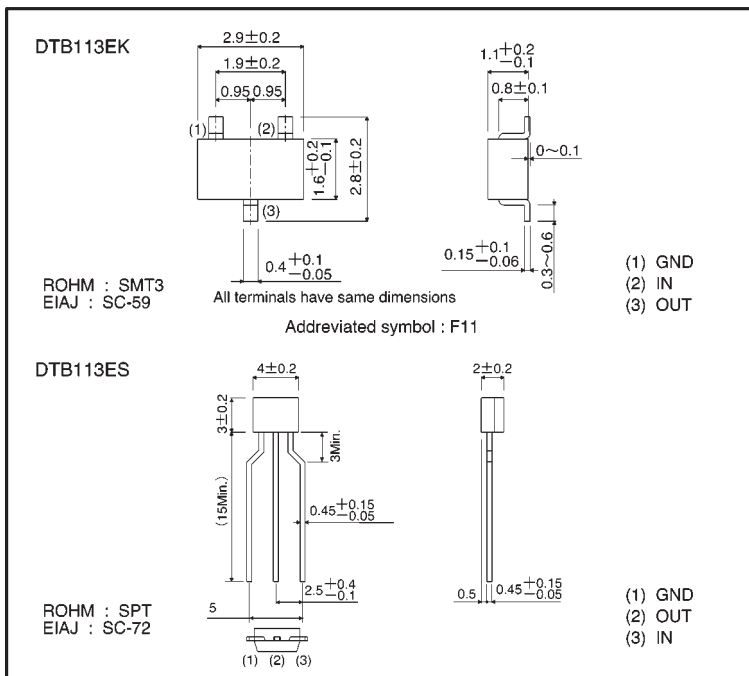 DTB113EK
2.9±0.2
1.9±0.2
0.95 0.95
(1) (2)
(3)
1.6 +0.2 −0.1
2.8±0.2
0.4 +0.1 −0.05
1.1 +0.2 −0.1
0.8±0.1
0~0.1
0.15 +0.1 −0.06
0.3~0.6
ROHM : SMT3
EIAJ : SC-59
All terminals have same dimensions
Addreviated symbol : F11
(1) GND
(2) IN
(3) OUT
DTB113ES
4±0.2
3±0.2
(15Min.)
3Min.
0.45 +0.15 −0.05
2.5 +0.4 −0.1
5
(1) (2) (3)
2±0.2
0.5
0.45 +0.15 −0.05
ROHM : SPT
EIAJ : SC-72
(1) GND
(2) OUT
(3) IN